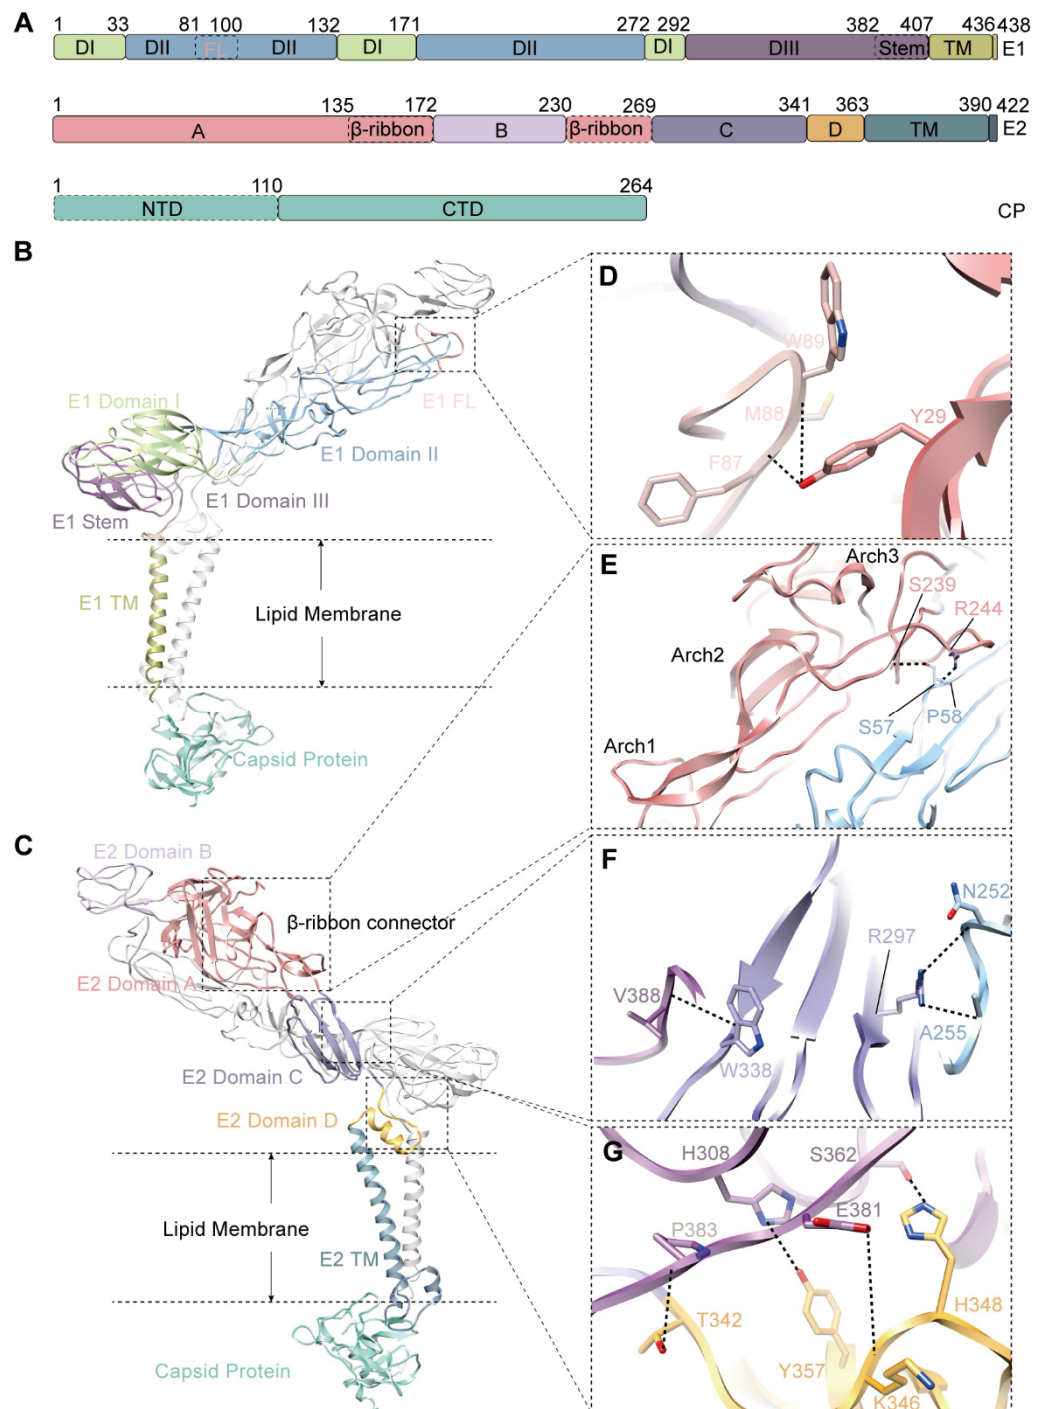 A
1 33 81 100 132 171 272 292 382 407 436 438
DI DII FL DII DI DII DI DIII Stem TM E1
1 135 172 230 269 341 363 390 422
A β-ribbon B β-ribbon C D TM E2
1 110 264
NTD CTD CP
B
E1 Domain I
E1 FL
E1 Domain II
E1 Domain III
E1 Stem
E1 TM
Lipid Membrane
Capsid Protein
C
E2 Domain B
β-ribbon connector
E2 Domain A
E2 Domain C
E2 Domain D
Lipid Membrane
E2 TM
Capsid Protein
D
W89
M88
Y29
F87
E
Arch3
S239
R244
Arch2
S57
P58
Arch1
F
N252
R297
V388
A255
W338
G
H308
S362
E381
P383
T342
H348
Y357
K346